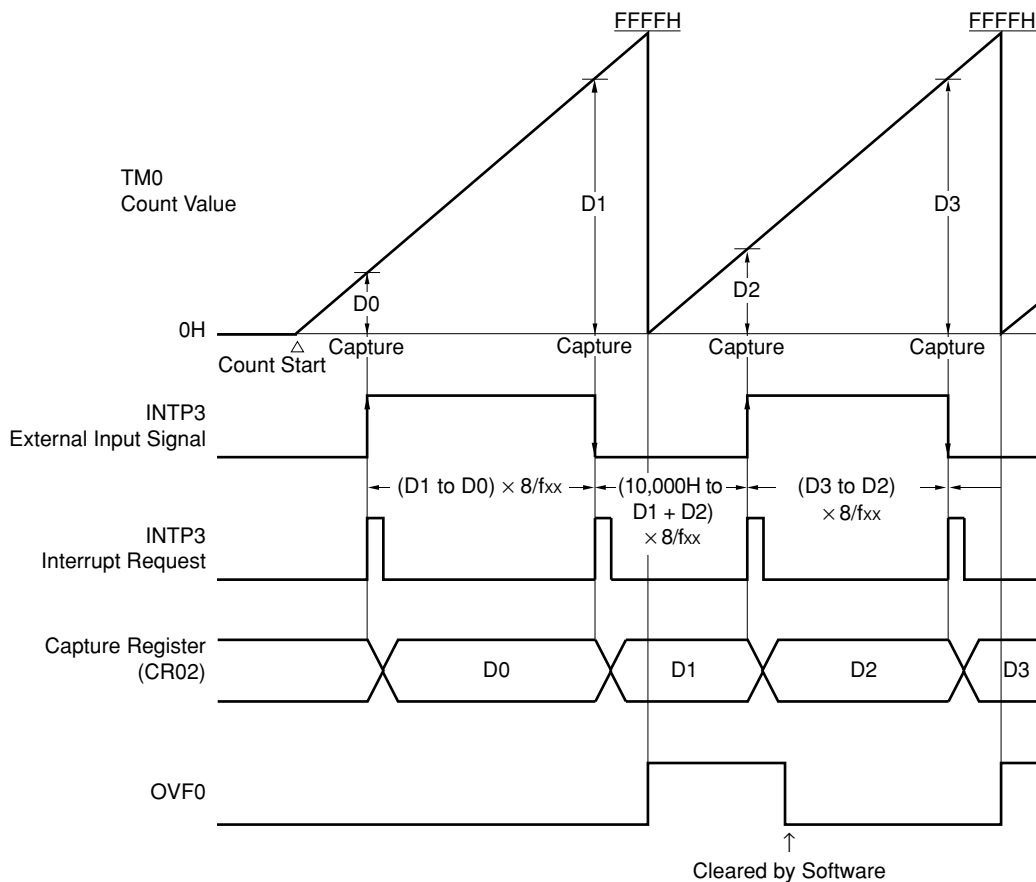 FFFFH
FFFFH
TM0
Count Value
D1
D3
D0
D2
0H
Count Start
Capture
Capture
Capture
Capture
INTP3
External Input Signal
(D1 to D0) × 8/fxx
(10,000H to
D1 + D2)
× 8/fxx
(D3 to D2)
× 8/fxx
INTP3
Interrupt Request
Capture Register
(CR02)
D0
D1
D2
D3
OVF0
Cleared by Software